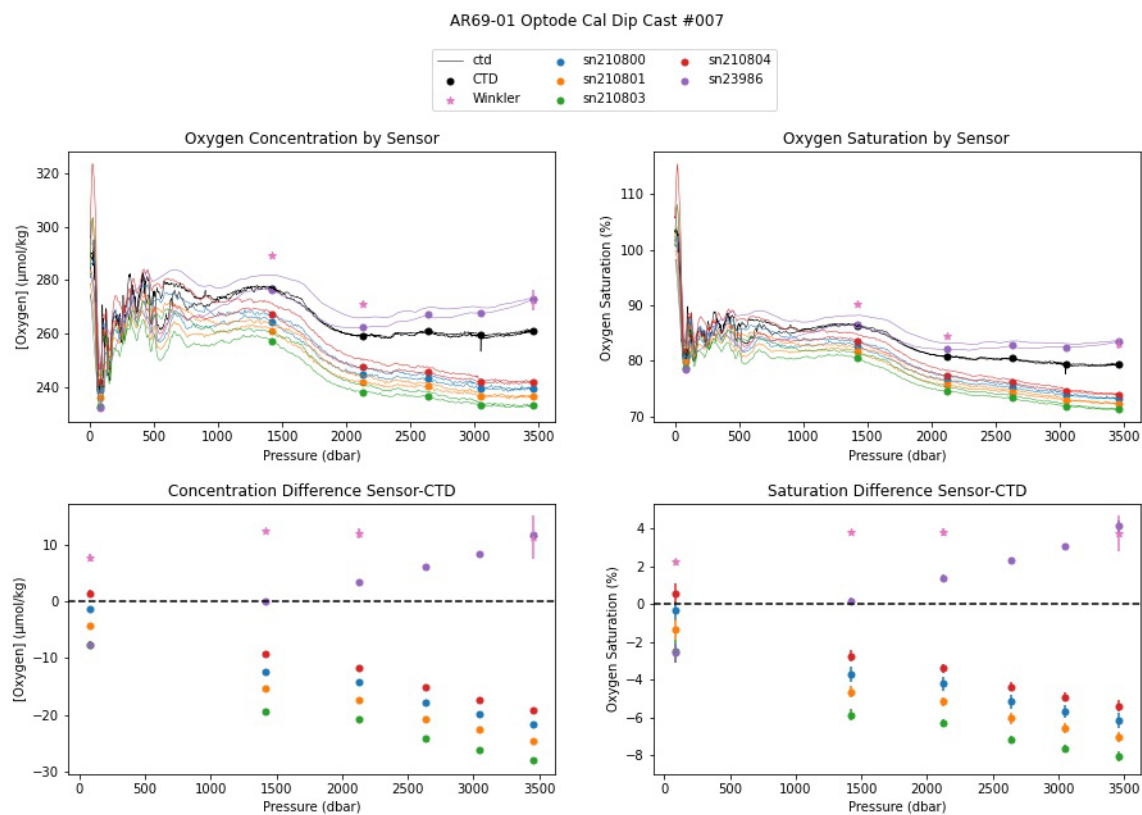 AR69-01 Optode Cal Dip Cast #007
ctd
CTD
Winkler
sn210800
sn210801
sn210803
sn210804
sn23986
Oxygen Concentration by Sensor
[Oxygen] (μmol/kg)
320
300
280
260
240
0 500 1000 1500 2000 2500 3000 3500
Pressure (dbar)
Oxygen Saturation by Sensor
Oxygen Saturation (%)
110
100
90
80
70
0 500 1000 1500 2000 2500 3000 3500
Pressure (dbar)
Concentration Difference Sensor-CTD
[Oxygen] (μmol/kg)
10
0
−10
−20
−30
0 500 1000 1500 2000 2500 3000 3500
Pressure (dbar)
Saturation Difference Sensor-CTD
Oxygen Saturation (%)
4
2
0
−2
−4
−6
−8
0 500 1000 1500 2000 2500 3000 3500
Pressure (dbar)